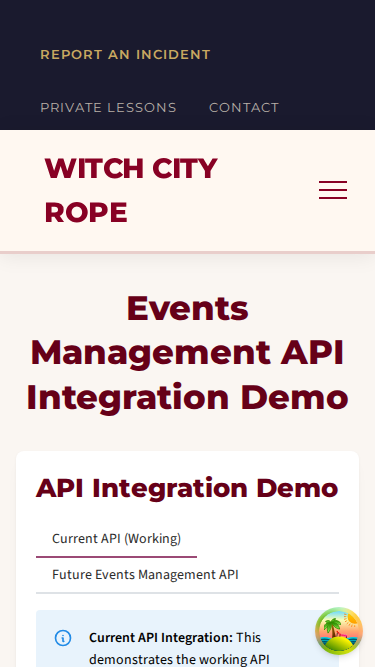 REPORT AN INCIDENT
PRIVATE LESSONS CONTACT
WITCH CITY
ROPE
Events
Management API
Integration Demo
API Integration Demo
Current API (Working)
Future Events Management API
Current API Integration: This
demonstrates the working API